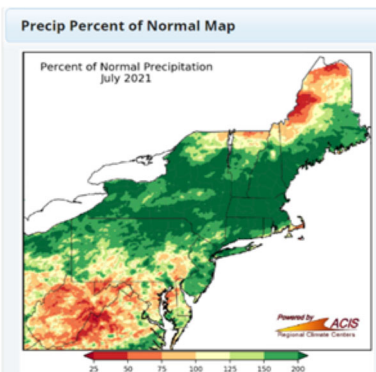 Precip Percent of Normal Map
Percent of Normal Precipitation
July 2021
Powered by
ACIS
Regional Climate Centers
25 50 75 100 125 150 200